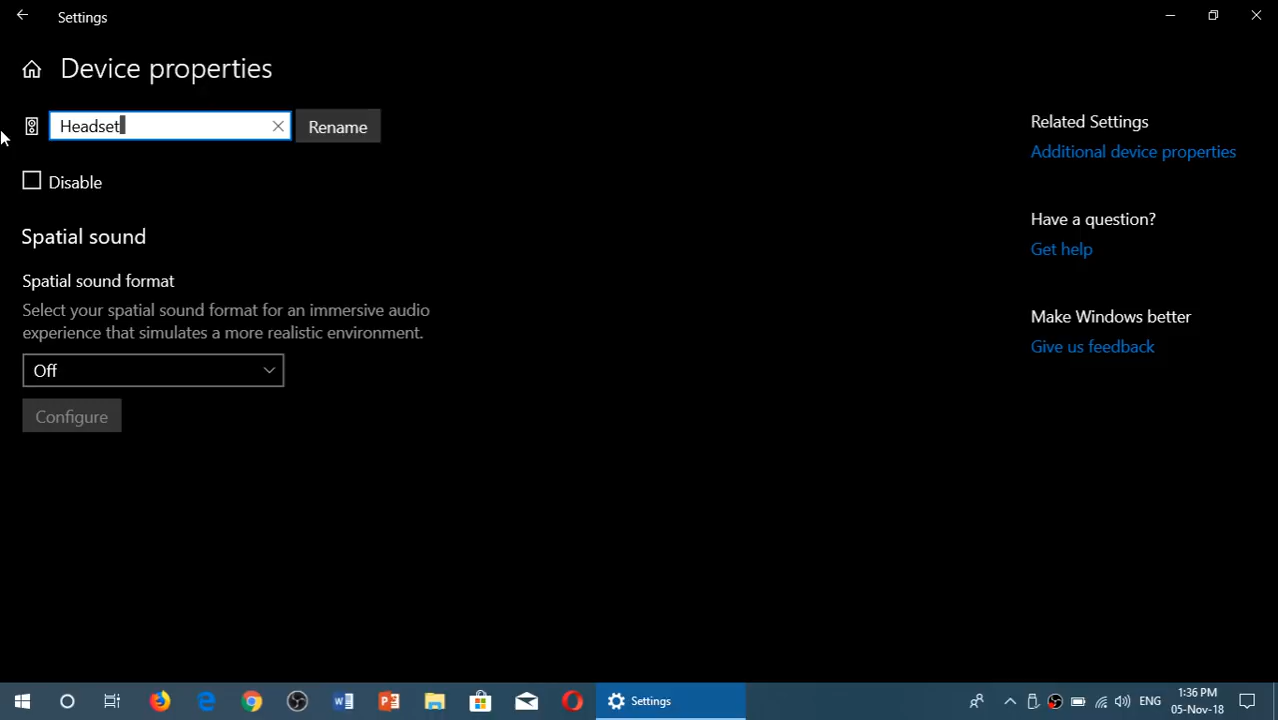 Settings
Device properties
Headset
Rename
Disable
Spatial sound
Spatial sound format
Select your spatial sound format for an immersive audio
experience that simulates a more realistic environment.
Off
Configure
Related Settings
Additional device properties
Have a question?
Get help
Make Windows better
Give us feedback
Settings
ENG
1:36 PM
05-Nov-18